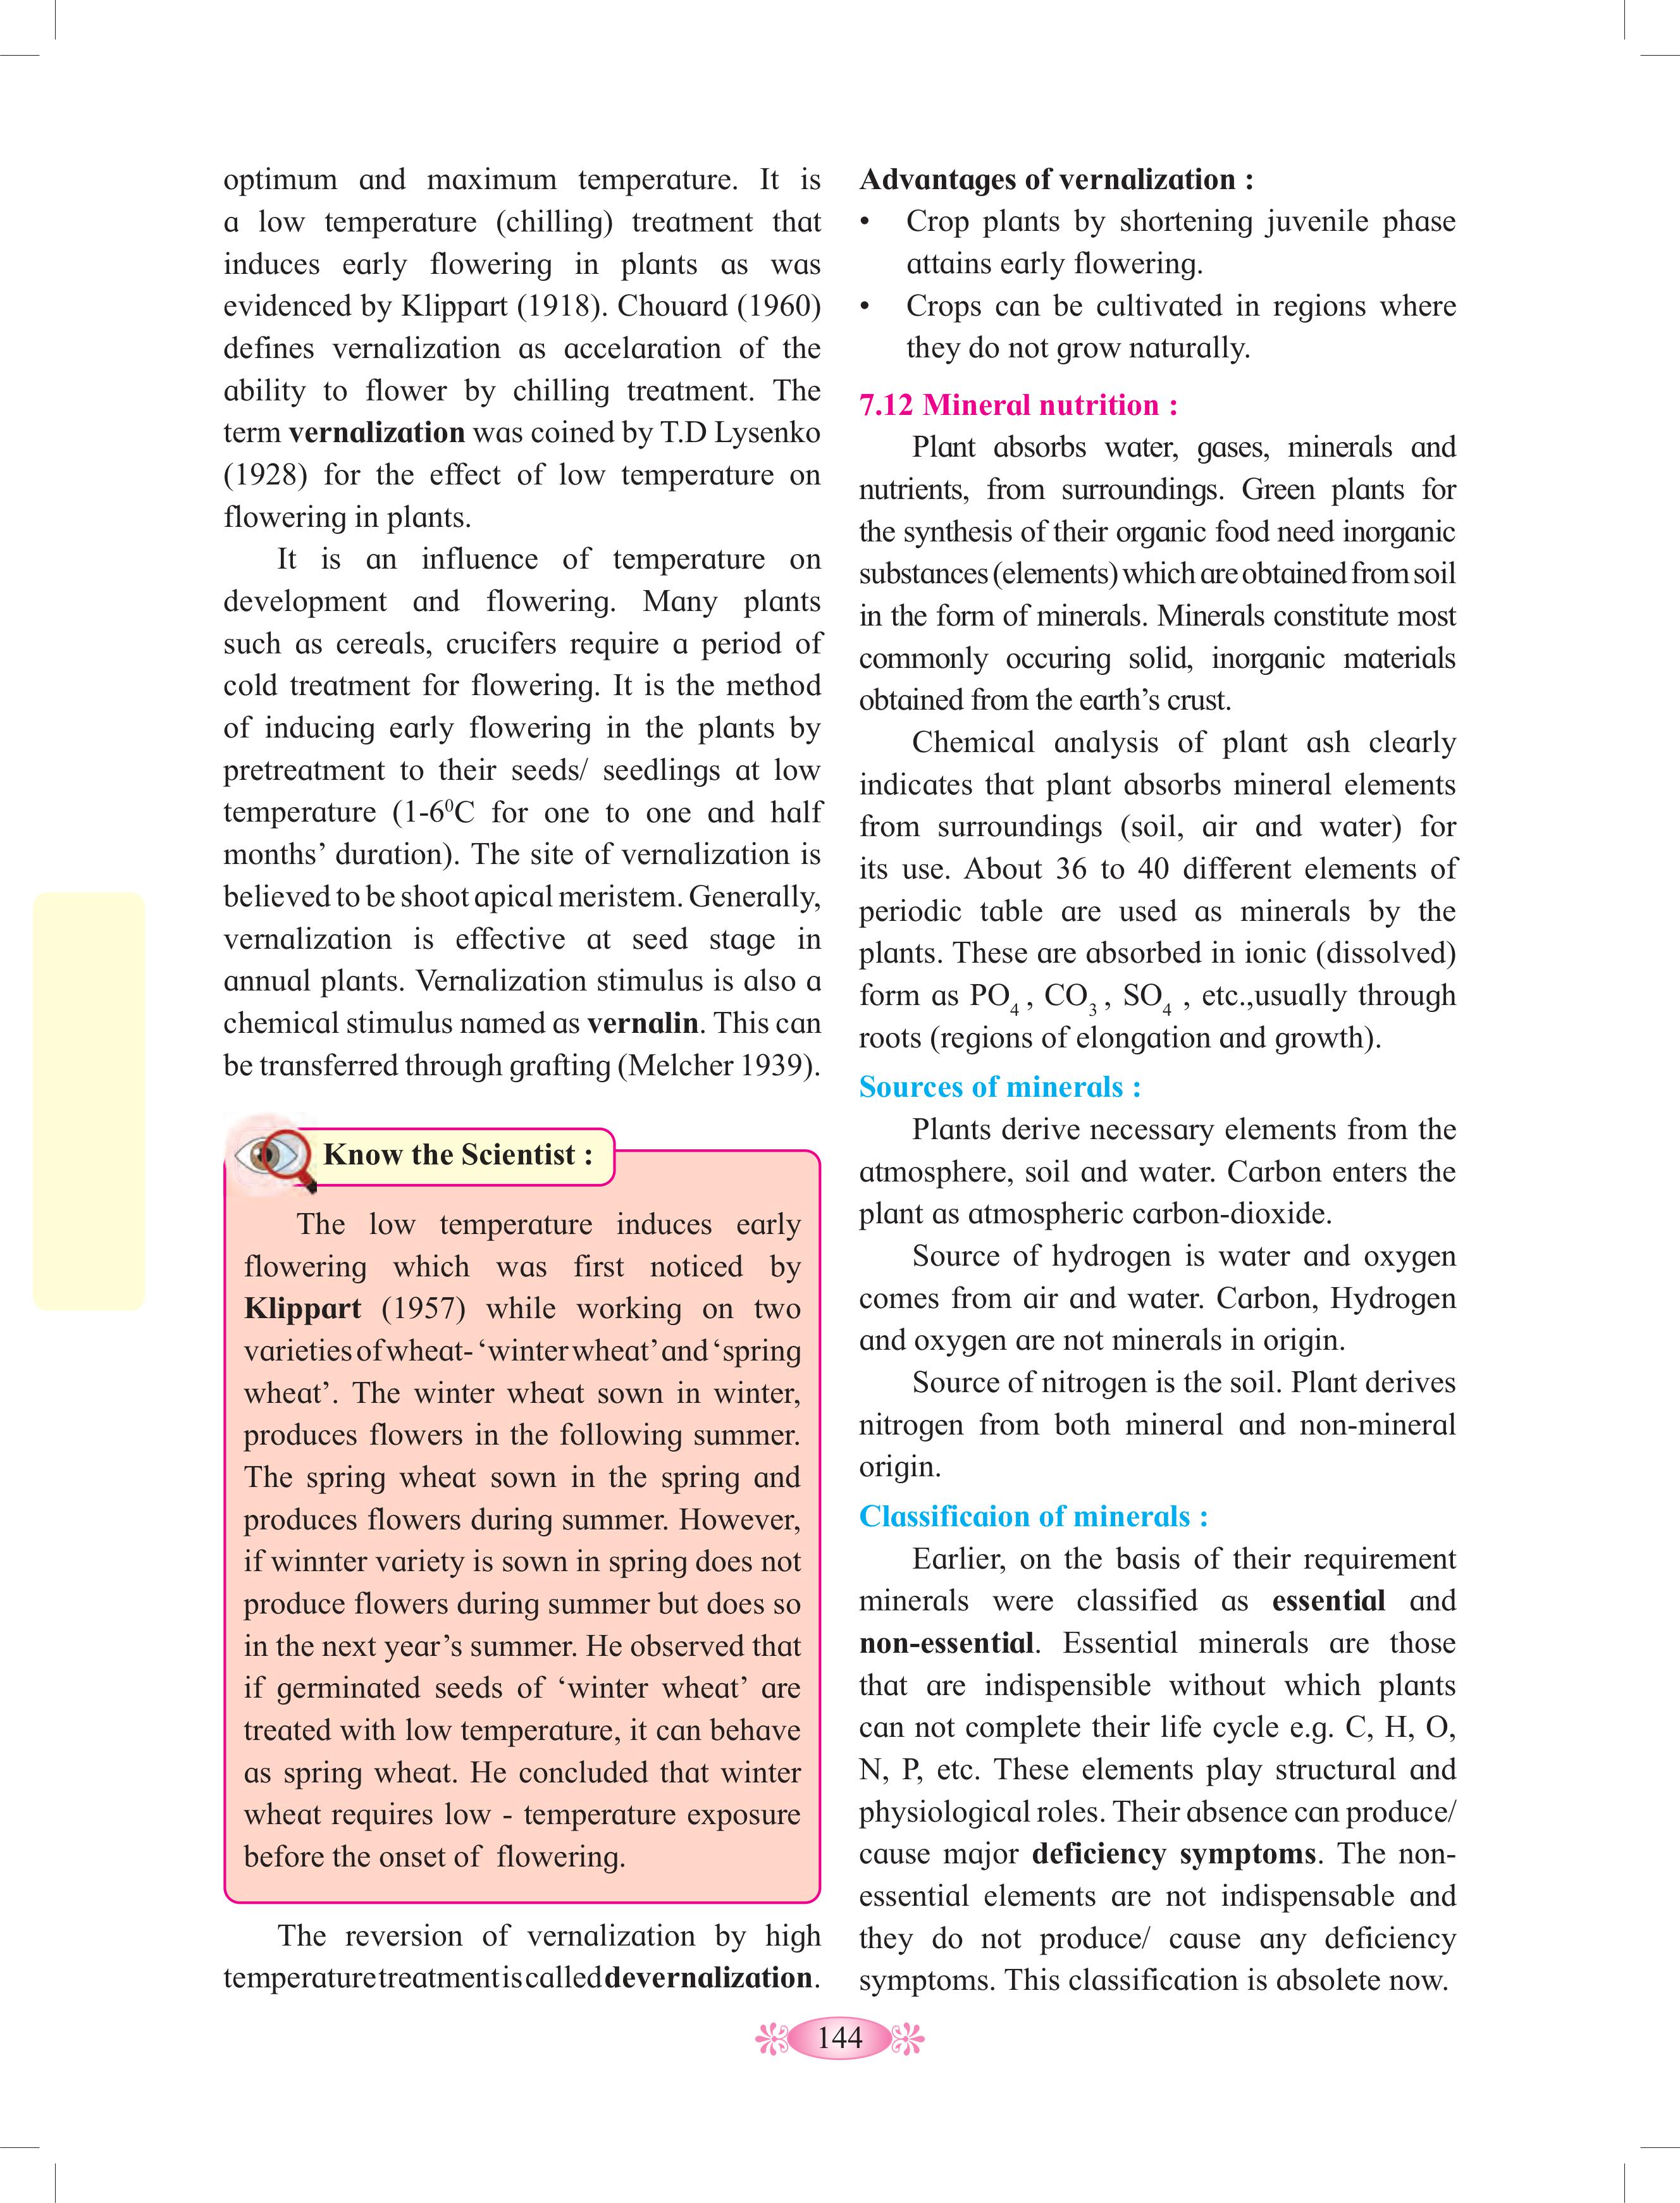 optimum and maximum temperature. It is
a low temperature (chilling) treatment that
induces early flowering in plants as was
evidenced by Klippart (1918). Chouard (1960)
defines vernalization as accelaration of the
ability to flower by chilling treatment. The
term vernalization was coined by T.D Lysenko
(1928) for the effect of low temperature on
flowering in plants.
It is an influence of temperature on
development and flowering. Many plants
such as cereals, crucifers require a period of
cold treatment for flowering. It is the method
of inducing early flowering in the plants by
pretreatment to their seeds/ seedlings at low
temperature (1-6⁰C for one to one and half
months’ duration). The site of vernalization is
believed to be shoot apical meristem. Generally,
vernalization is effective at seed stage in
annual plants. Vernalization stimulus is also a
chemical stimulus named as vernalin. This can
be transferred through grafting (Melcher 1939).
Know the Scientist :
The low temperature induces early
flowering which was first noticed by
Klippart (1957) while working on two
varieties of wheat- ‘winter wheat’ and ‘spring
wheat’. The winter wheat sown in winter,
produces flowers in the following summer.
The spring wheat sown in the spring and
produces flowers during summer. However,
if winnter variety is sown in spring does not
produce flowers during summer but does so
in the next year’s summer. He observed that
if germinated seeds of ‘winter wheat’ are
treated with low temperature, it can behave
as spring wheat. He concluded that winter
wheat requires low - temperature exposure
before the onset of flowering.
The reversion of vernalization by high
temperature treatment is called devernalization.
Advantages of vernalization :
• Crop plants by shortening juvenile phase
attains early flowering.
• Crops can be cultivated in regions where
they do not grow naturally.
7.12 Mineral nutrition :
Plant absorbs water, gases, minerals and
nutrients, from surroundings. Green plants for
the synthesis of their organic food need inorganic
substances (elements) which are obtained from soil
in the form of minerals. Minerals constitute most
commonly occuring solid, inorganic materials
obtained from the earth’s crust.
Chemical analysis of plant ash clearly
indicates that plant absorbs mineral elements
from surroundings (soil, air and water) for
its use. About 36 to 40 different elements of
periodic table are used as minerals by the
plants. These are absorbed in ionic (dissolved)
form as PO₄ , CO₃ , SO₄ , etc.,usually through
roots (regions of elongation and growth).
Sources of minerals :
Plants derive necessary elements from the
atmosphere, soil and water. Carbon enters the
plant as atmospheric carbon-dioxide.
Source of hydrogen is water and oxygen
comes from air and water. Carbon, Hydrogen
and oxygen are not minerals in origin.
Source of nitrogen is the soil. Plant derives
nitrogen from both mineral and non-mineral
origin.
Classificaion of minerals :
Earlier, on the basis of their requirement
minerals were classified as essential and
non-essential. Essential minerals are those
that are indispensible without which plants
can not complete their life cycle e.g. C, H, O,
N, P, etc. These elements play structural and
physiological roles. Their absence can produce/
cause major deficiency symptoms. The non-
essential elements are not indispensable and
they do not produce/ cause any deficiency
symptoms. This classification is absolete now.
144